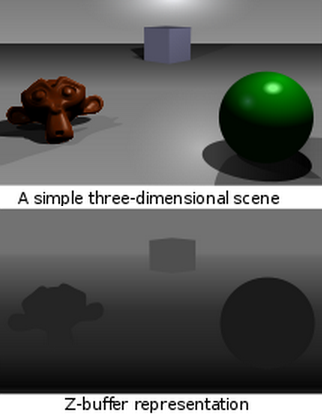 A simple three-dimensional scene
Z-buffer representation